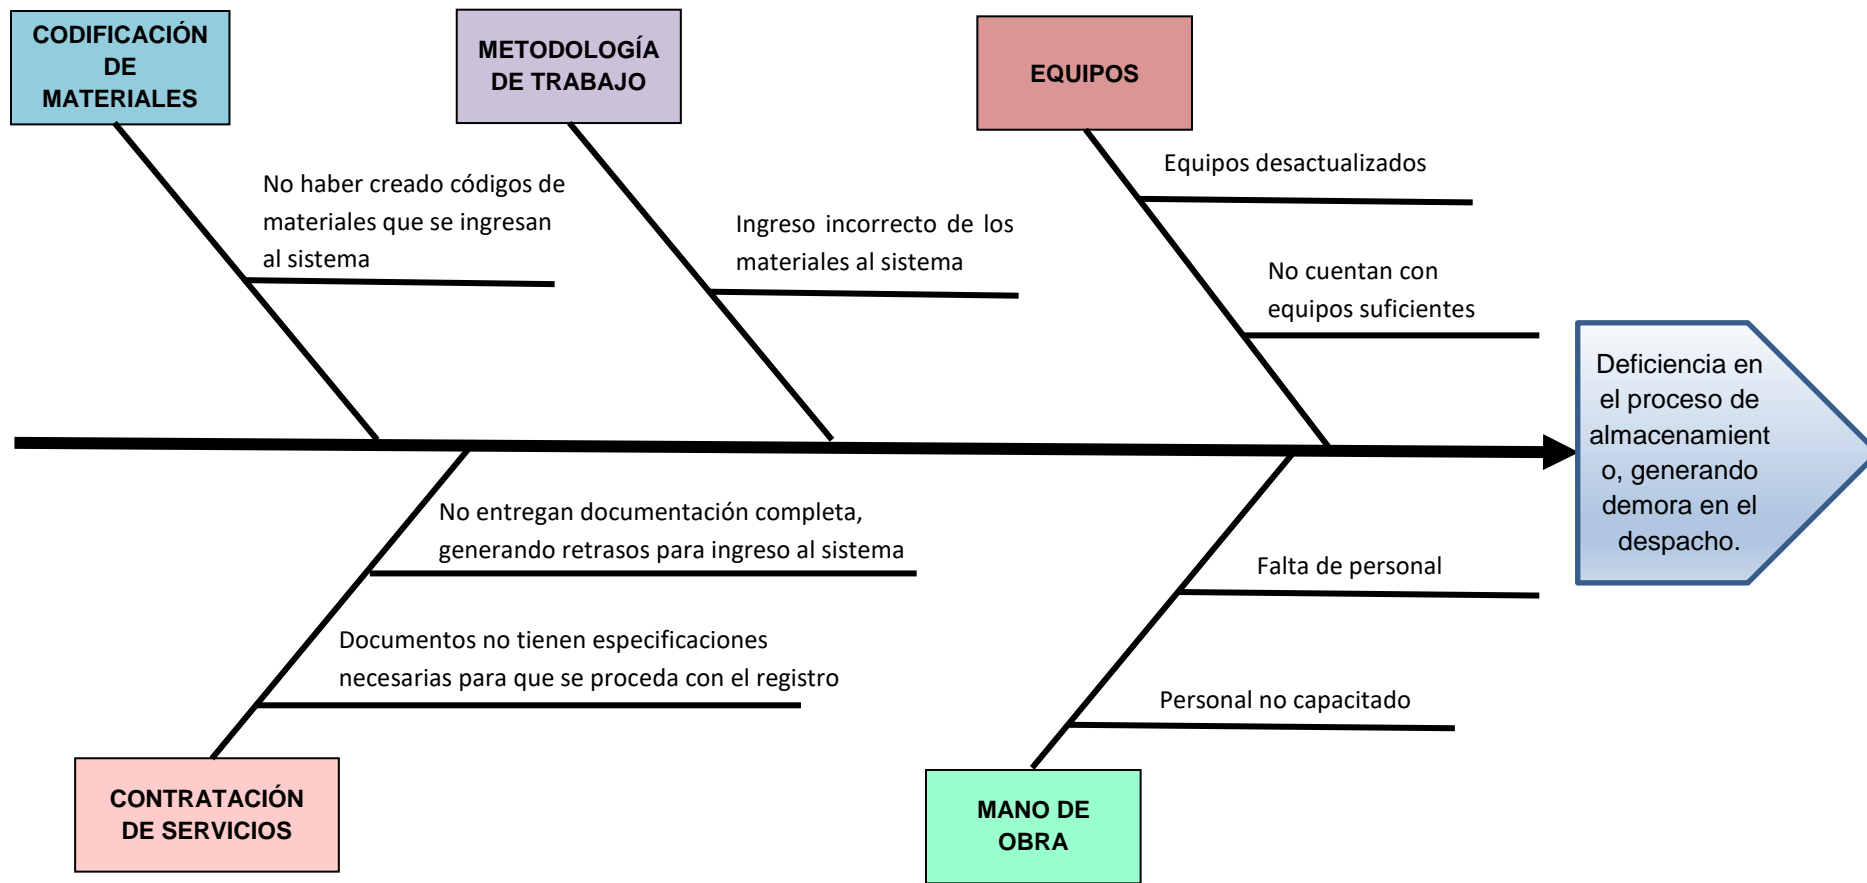 CODIFICACIÓN
DE
MATERIALES
METODOLOGÍA
DE TRABAJO
EQUIPOS
No haber creado códigos de
materiales que se ingresan
al sistema
Ingreso incorrecto de los
materiales al sistema
Equipos desactualizados
No cuentan con
equipos suficientes
Deficiencia en
el proceso de
almacenamient
o, generando
demora en el
despacho.
No entregan documentación completa,
generando retrasos para ingreso al sistema
Documentos no tienen especificaciones
necesarias para que se proceda con el registro
Falta de personal
Personal no capacitado
CONTRATACIÓN
DE SERVICIOS
MANO DE
OBRA